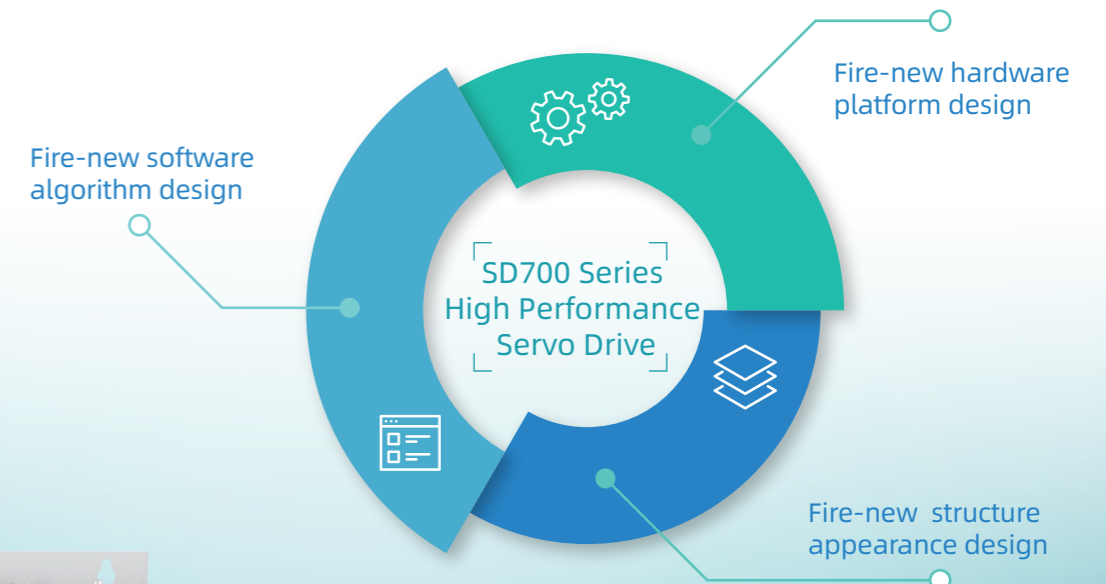 Fire-new hardware
platform design
Fire-new software
algorithm design
SD700 Series
High Performance
Servo Drive
Fire-new structure
appearance design